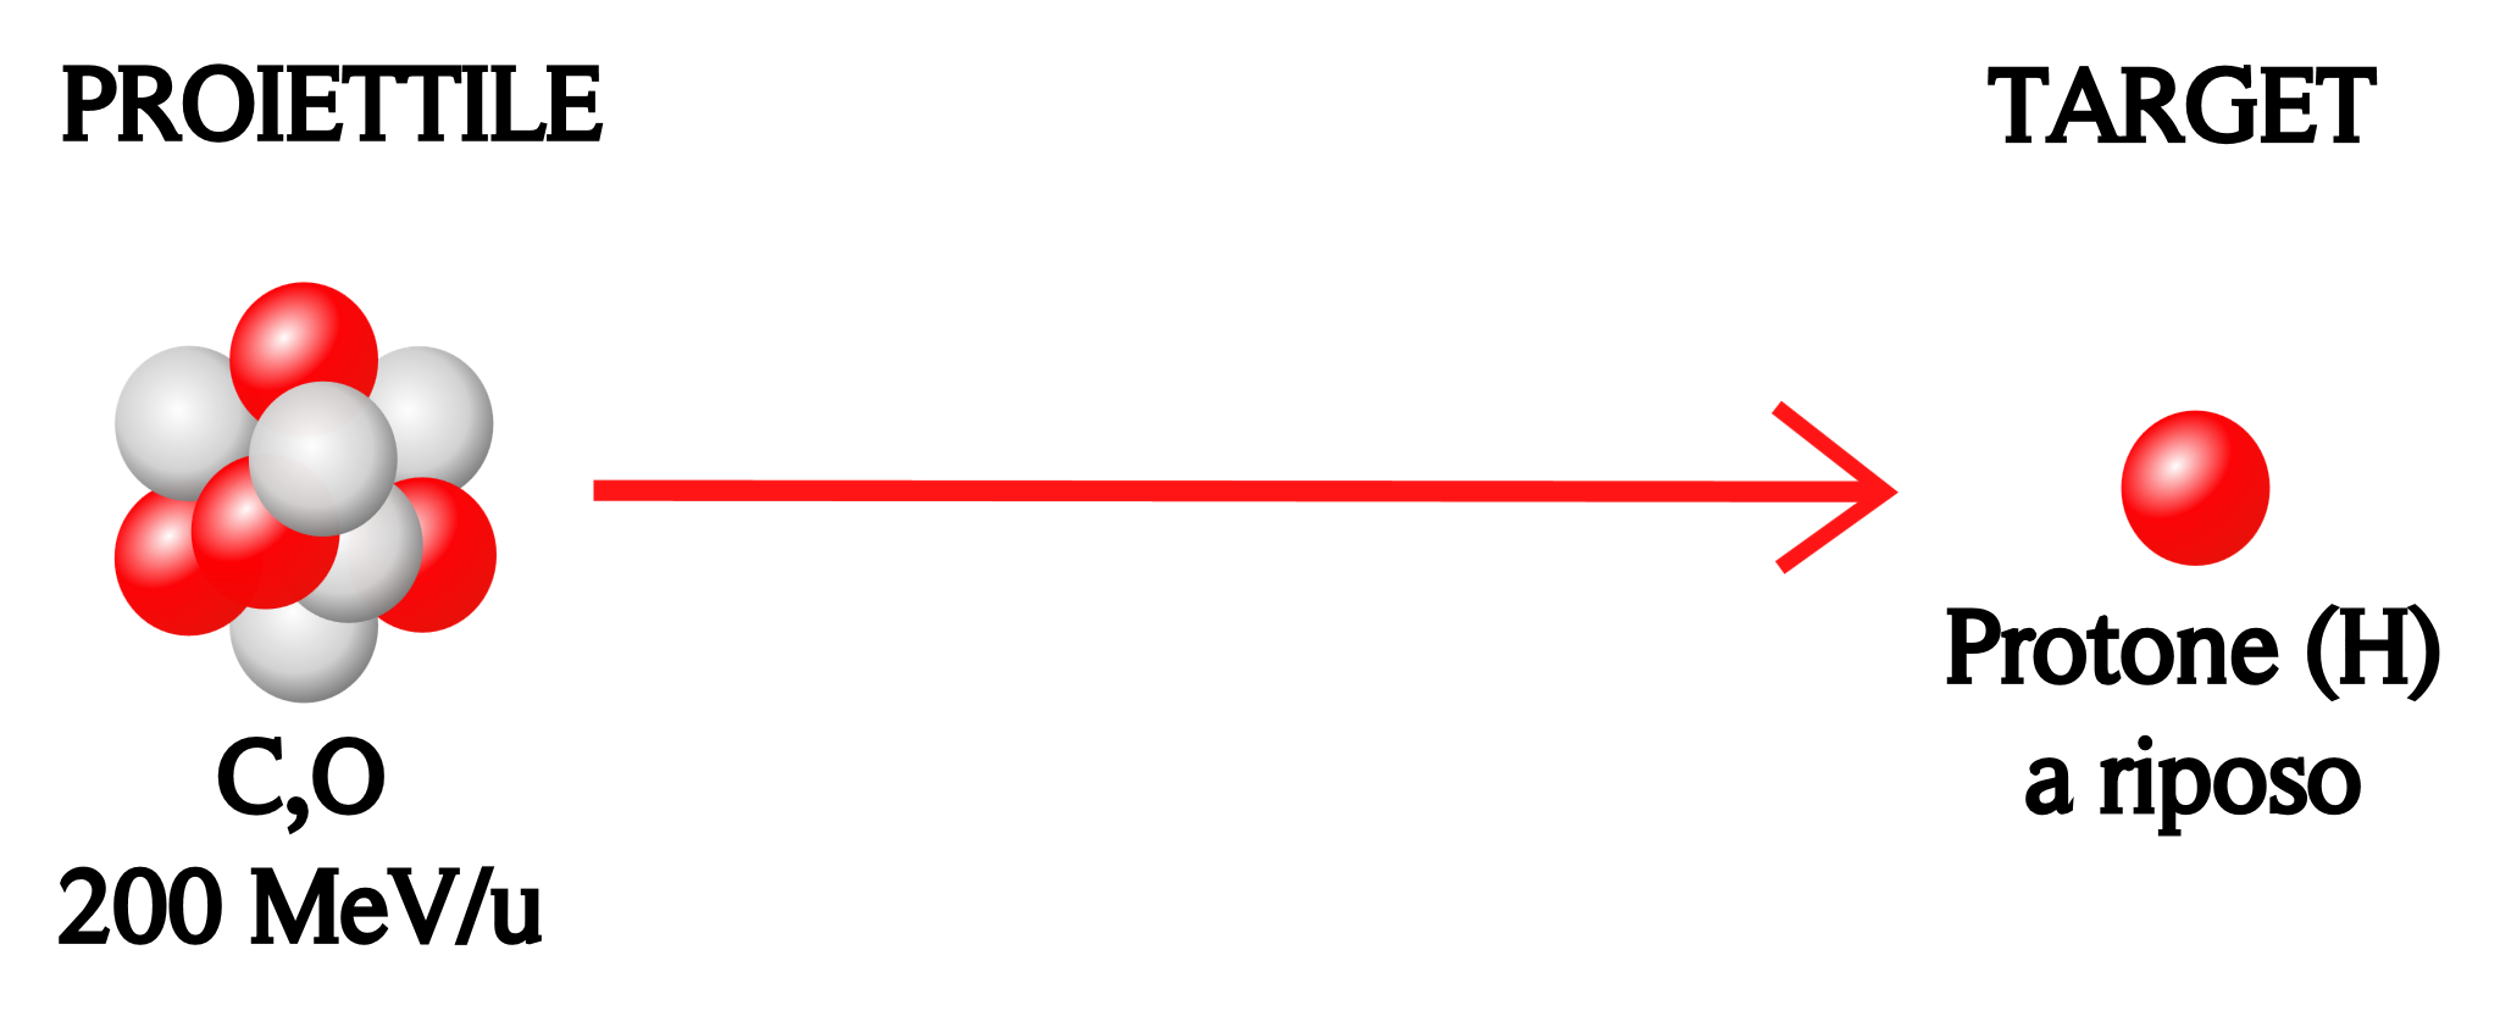 PROIETTILE
TARGET
C,O
200 MeV/u
Protone (H)
a riposo